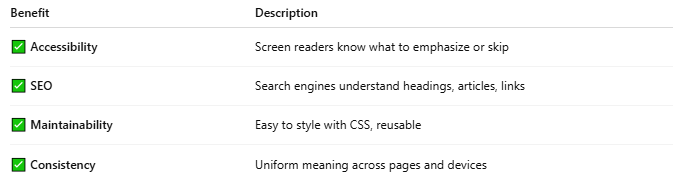 Benefit Description
✅ Accessibility Screen readers know what to emphasize or skip
✅ SEO Search engines understand headings, articles, links
✅ Maintainability Easy to style with CSS, reusable
✅ Consistency Uniform meaning across pages and devices